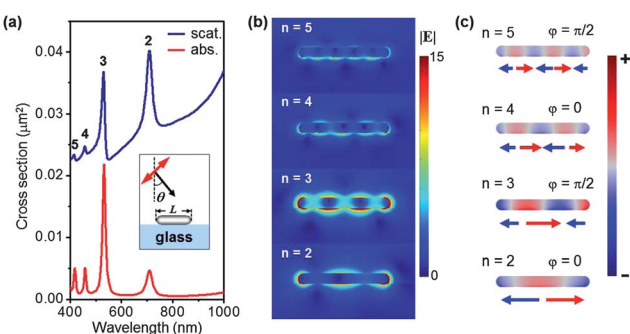 (a)
0.04
0.03
0.02
0.01
0.00
Cross section (μm²)
scat.
abs.
5
4
3
2
θ
L
glass
400
600
800
1000
Wavelength (nm)
(b)
n = 5
n = 4
n = 3
n = 2
|E|
15
0
(c)
n = 5 φ = π/2
n = 4 φ = 0
n = 3 φ = π/2
n = 2 φ = 0
+
−